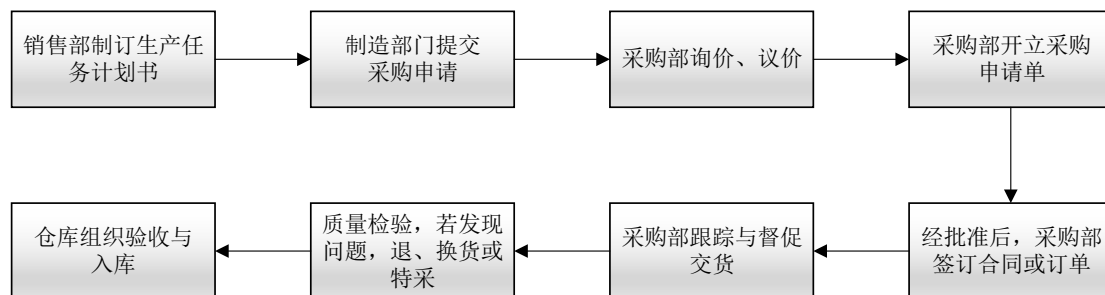 销售部制订生产任
务计划书
制造部门提交
采购申请
采购部询价、议价
采购部开立采购
申请单
经批准后，采购部
签订合同或订单
采购部跟踪与督促
交货
质量检验，若发现
问题，退、换货或
特采
仓库组织验收与
入库